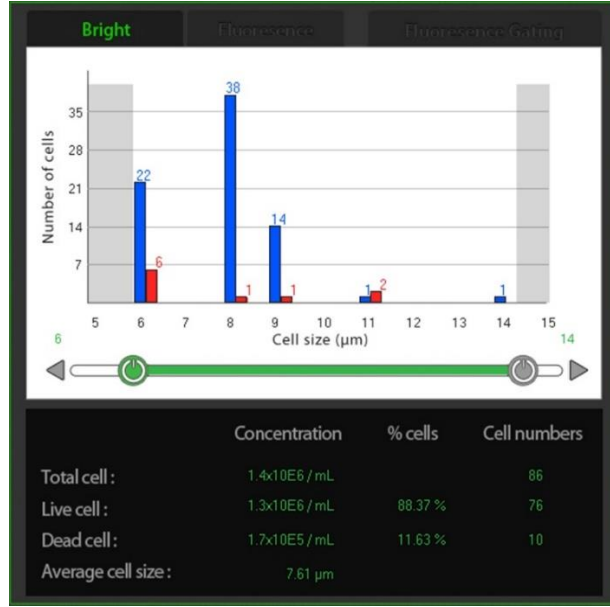 Bright Fluoresence Fluoresence Gating
38
35
Number of cells
28
22
21
14
14
7
6
1
1
1
2
1
5 6 7 8 9 10 11 12 13 14 15
Cell size (µm)
6 14
Concentration % cells Cell numbers
Total cell : 1.4x10E6 / mL 86
Live cell : 1.3x10E6 / mL 88.37 % 76
Dead cell : 1.7x10E5 / mL 11.63 % 10
Average cell size : 7.61 µm